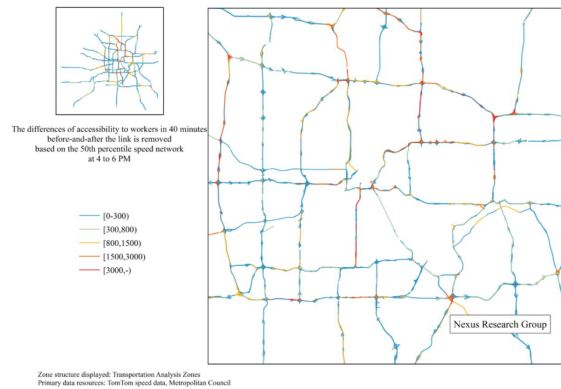 The differences of accessibility to workers in 40 minutes
before-and-after the link is removed
based on the 50th percentile speed network
at 4 to 6 PM
[0-300)
[300,800)
[800,1500)
[1500,3000)
[3000,-)
Nexus Research Group
Zone structure displayed: Transportation Analysis Zones
Primary data resources: TomTom speed data, Metropolitan Council